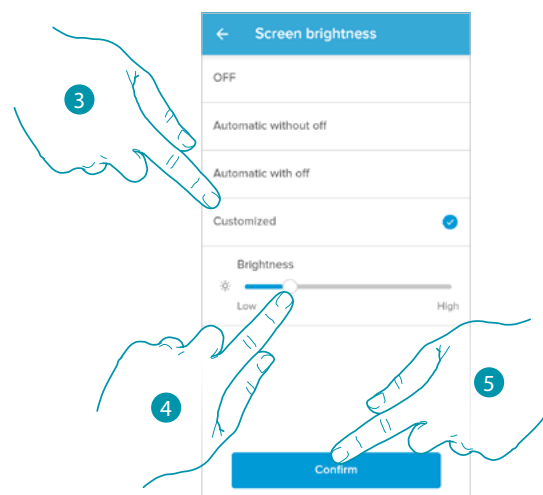 Screen brightness
OFF
3
Automatic without off
Automatic with off
Customized
Brightness
Low High
4
5
Confirm